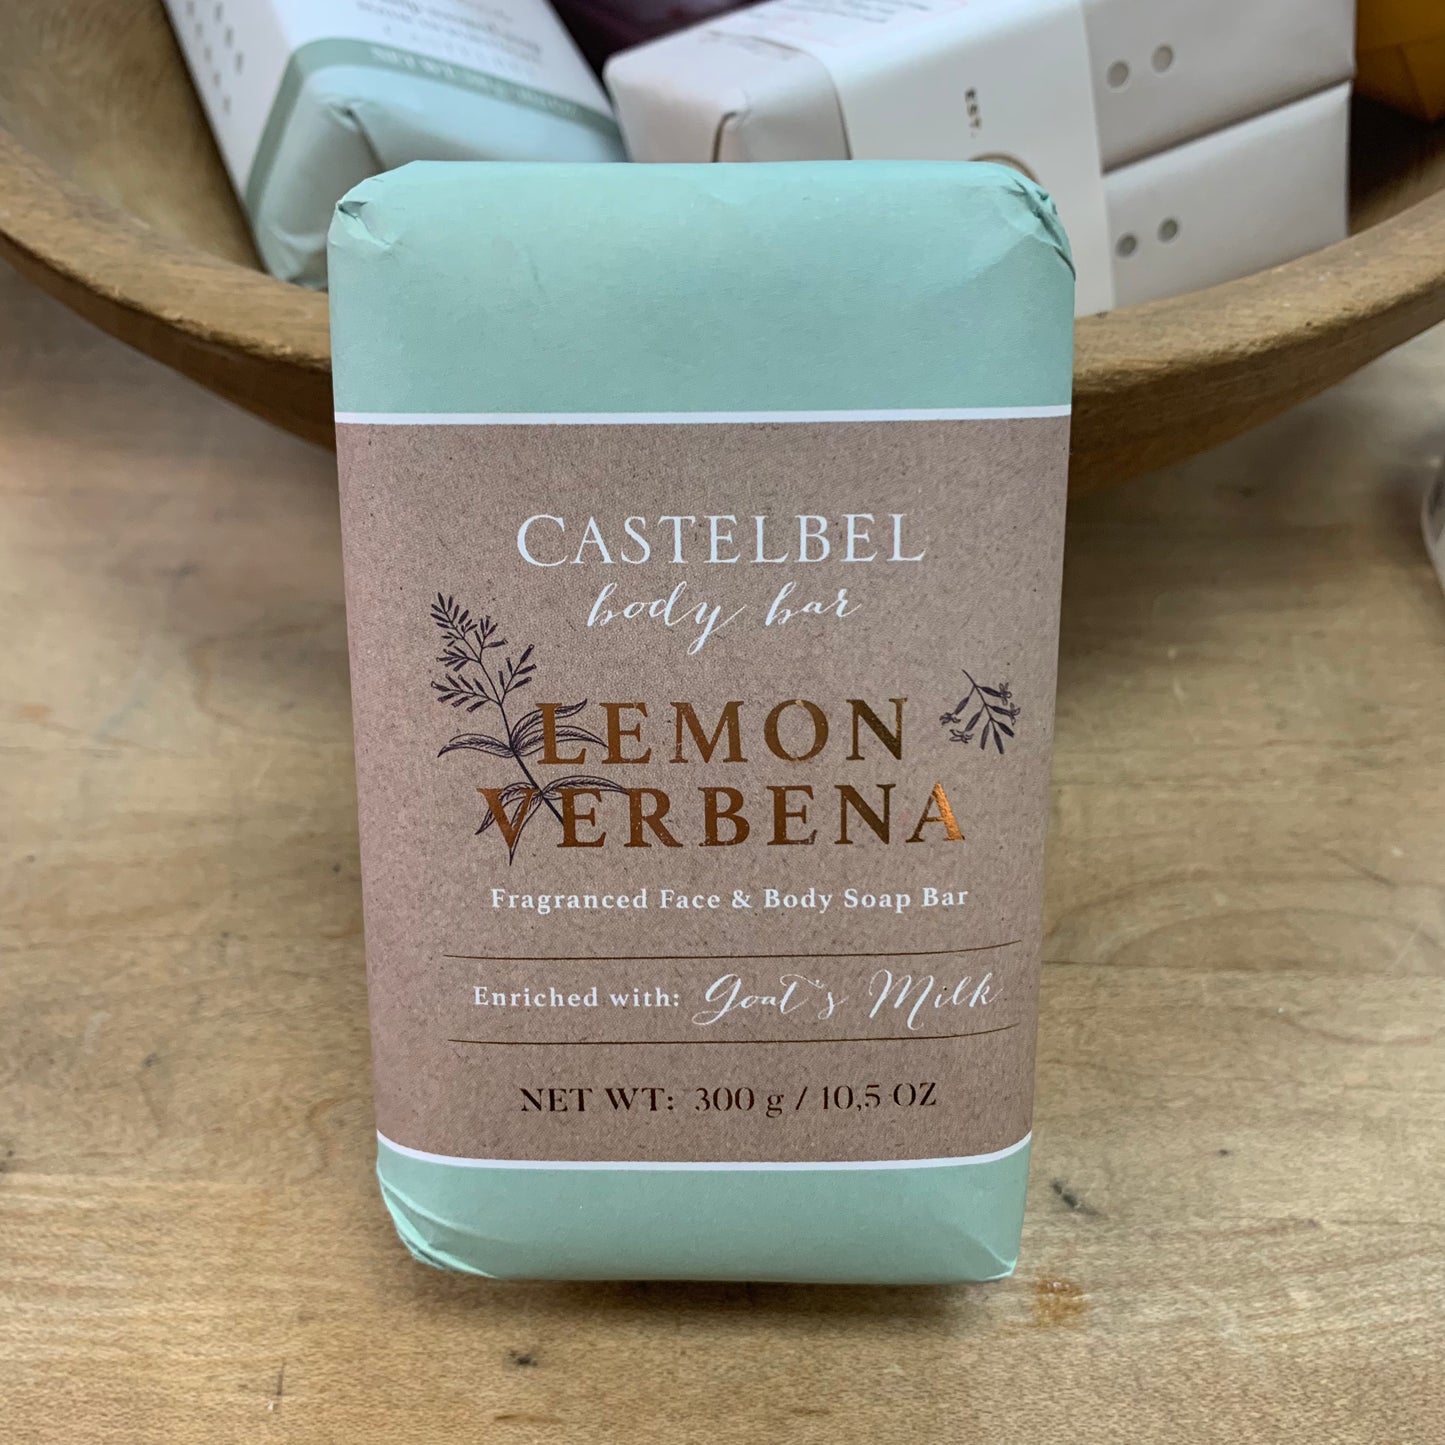 EST.
CASTELBEL
body bar
LEMON
VERBENA
Fragranced Face & Body Soap Bar
Enriched with: Goat's Milk
NET WT: 300 g / 10,5 OZ